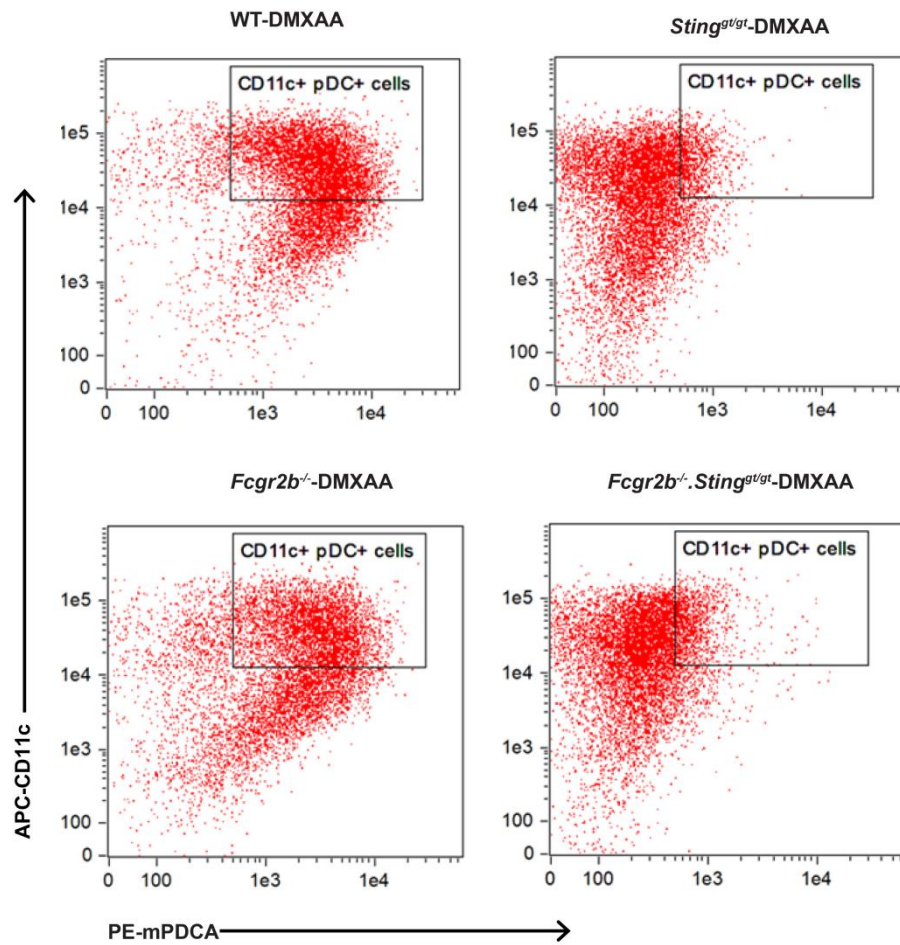 WT-DMXAA
CD11c+ pDC+ cells
1e5
1e4
1e3
100
0
0 100 1e3 1e4
Sting^gt/gt-DMXAA
CD11c+ pDC+ cells
1e5
1e4
1e3
100
0
0 100 1e3 1e4
Fcgr2b^-/--DMXAA
CD11c+ pDC+ cells
1e5
1e4
1e3
100
0
0 100 1e3 1e4
Fcgr2b^-/-.Sting^gt/gt-DMXAA
CD11c+ pDC+ cells
1e5
1e4
1e3
100
0
0 100 1e3 1e4
APC-CD11c
PE-mPDCA